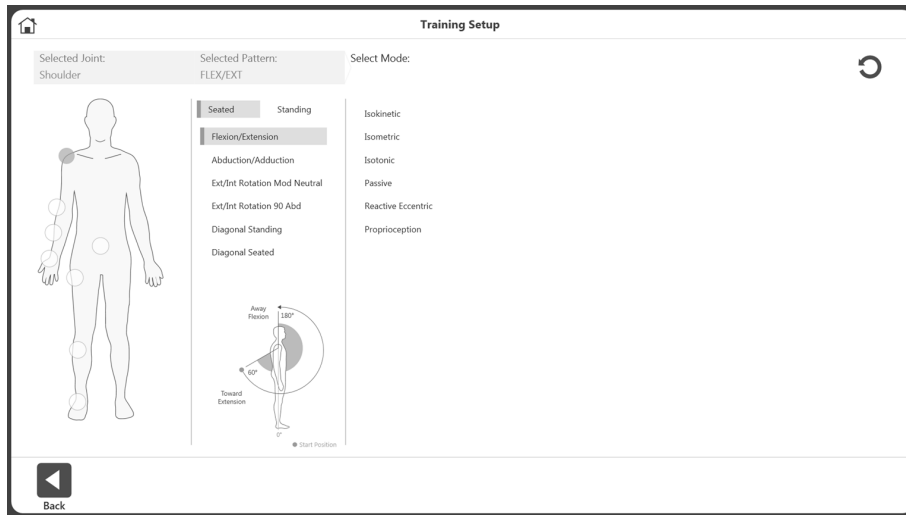 Training Setup
Selected Joint:
Shoulder
Selected Pattern:
FLEX/EXT
Select Mode:
Seated
Standing
Flexion/Extension
Abduction/Adduction
Ext/Int Rotation Mod Neutral
Ext/Int Rotation 90 Abd
Diagonal Standing
Diagonal Seated
Away
Flexion
180°
60°
Toward
Extension
0°
Start Position
Isokinetic
Isometric
Isotonic
Passive
Reactive Eccentric
Proprioception
Back